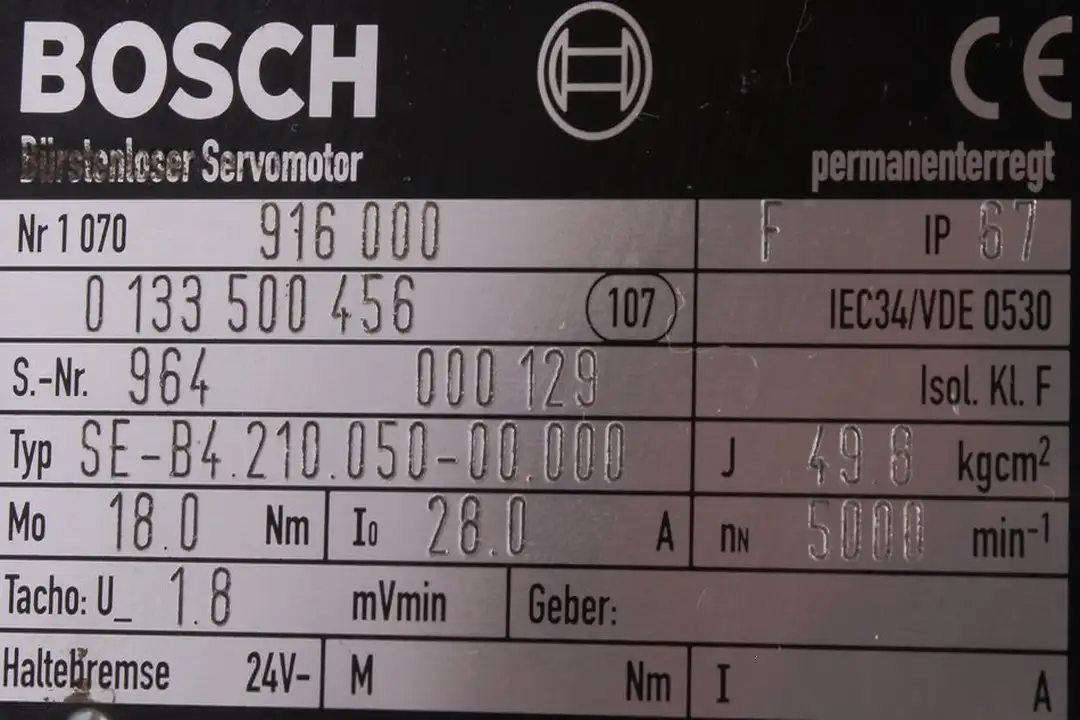 BOSCH CE
Bürstenloser Servomotor permanenterregt
Nr 1 070 916 000 F IP 67
0 133 500 456 107 IEC34/VDE 0530
S.-Nr. 964 000 129 Isol. Kl. F
Typ SE-B4.210.050-00.000 J 49.8 kgcm²
Mo 18.0 Nm I₀ 28.0 A nN 5000 min⁻¹
Tacho: U_ 1.8 mVmin Geber:
Haltebremse 24V- M Nm I A